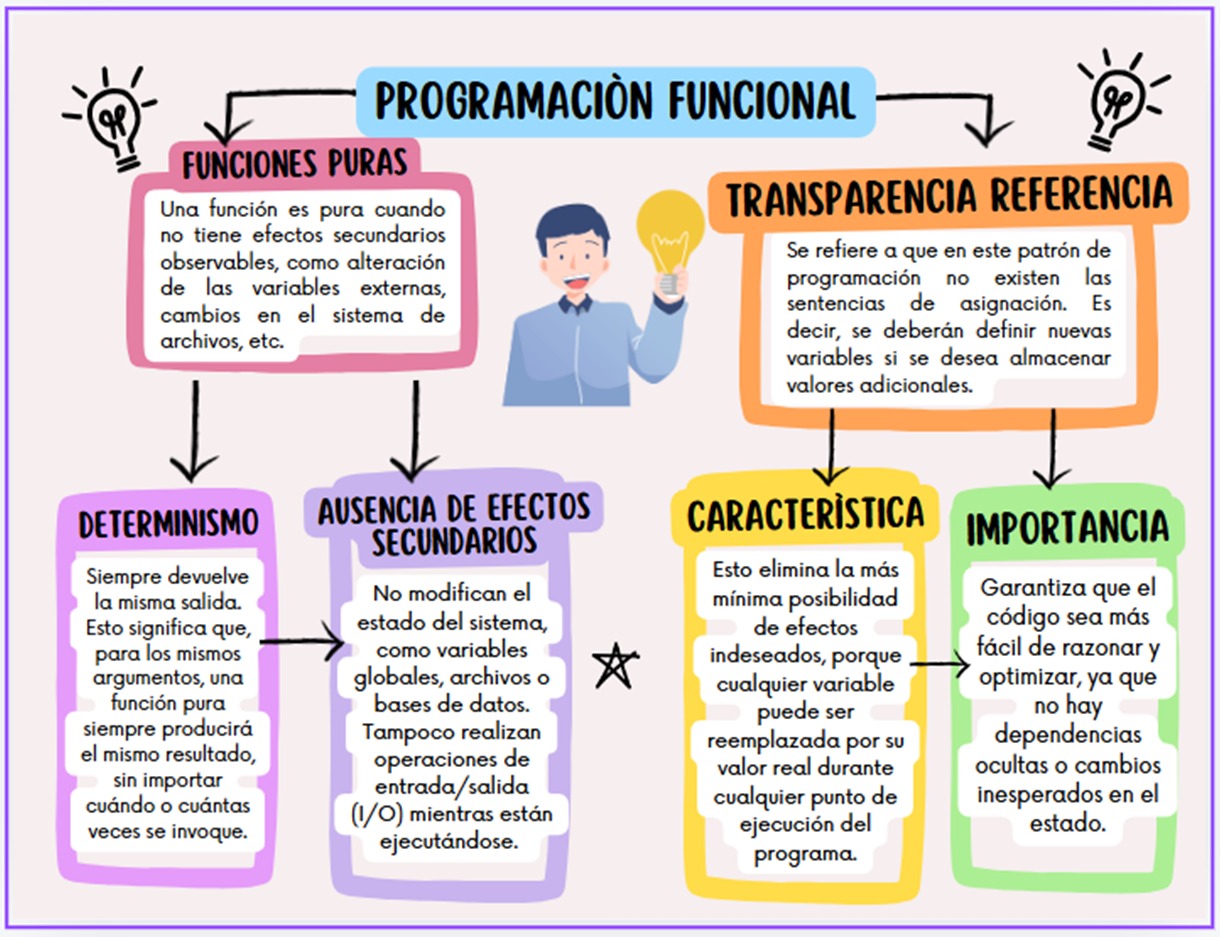 PROGRAMACIÒN FUNCIONAL
FUNCIONES PURAS
Una función es pura cuando
no tiene efectos secundarios
observables, como alteración
de las variables externas,
cambios en el sistema de
archivos, etc.
TRANSPARENCIA REFERENCIA
Se refiere a que en este patrón de
programación no existen las
sentencias de asignación. Es
decir, se deberán definir nuevas
variables si se desea almacenar
valores adicionales.
DETERMINISMO
Siempre devuelve
la misma salida.
Esto significa que,
para los mismos
argumentos, una
función pura
siempre producirá
el mismo resultado,
sin importar
cuándo o cuántas
veces se invoque.
AUSENCIA DE EFECTOS
SECUNDARIOS
No modifican el
estado del sistema,
como variables
globales, archivos o
bases de datos.
Tampoco realizan
operaciones de
entrada/salida
(I/O) mientras están
ejecutándose.
CARACTERÌSTICA
Esto elimina la más
mínima posibilidad
de efectos
indeseados, porque
cualquier variable
puede ser
reemplazada por su
valor real durante
cualquier punto de
ejecución del
programa.
IMPORTANCIA
Garantiza que el
código sea más
fácil de razonar y
optimizar, ya que
no hay
dependencias
ocultas o cambios
inesperados en el
estado.